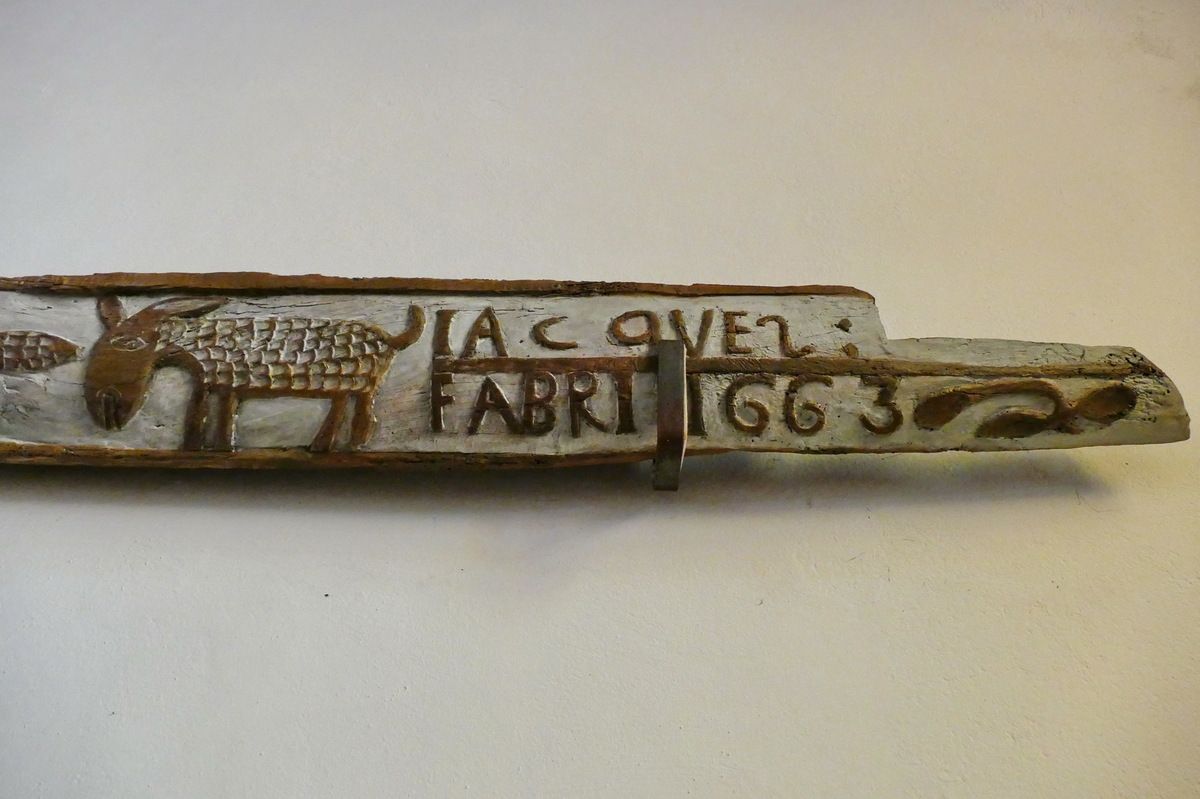 IACQVEZ :
FABRI 1663